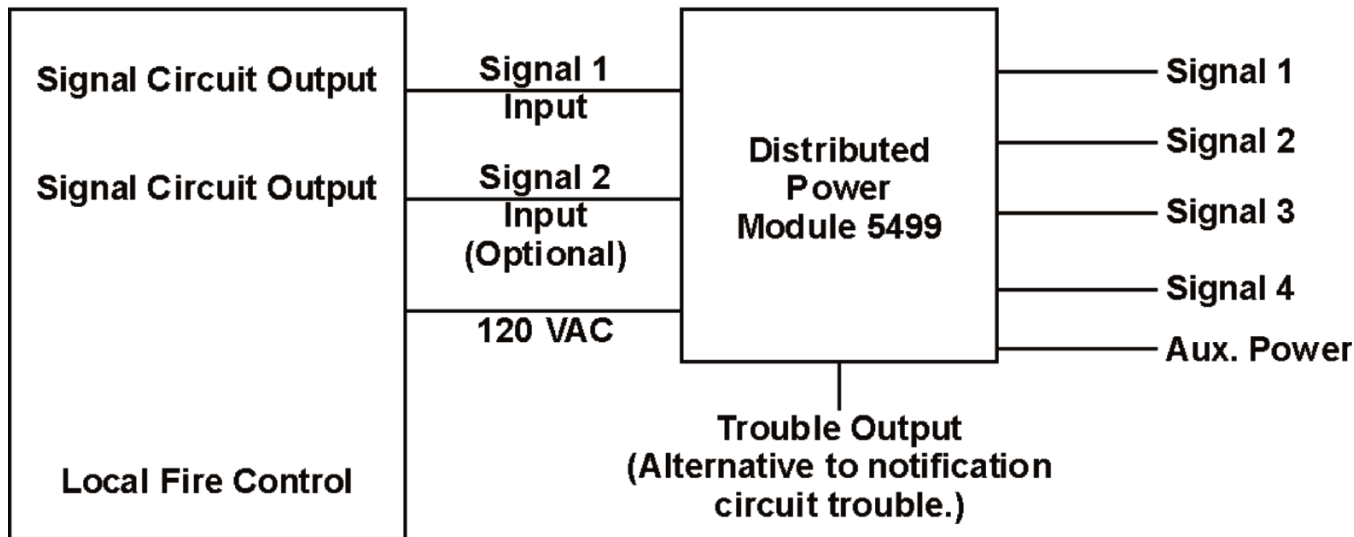 Signal Circuit Output
Signal Circuit Output
Local Fire Control
Signal 1
Input
Signal 2
Input
(Optional)
120 VAC
Distributed
Power
Module 5499
Signal 1
Signal 2
Signal 3
Signal 4
Aux. Power
Trouble Output
(Alternative to notification
circuit trouble.)